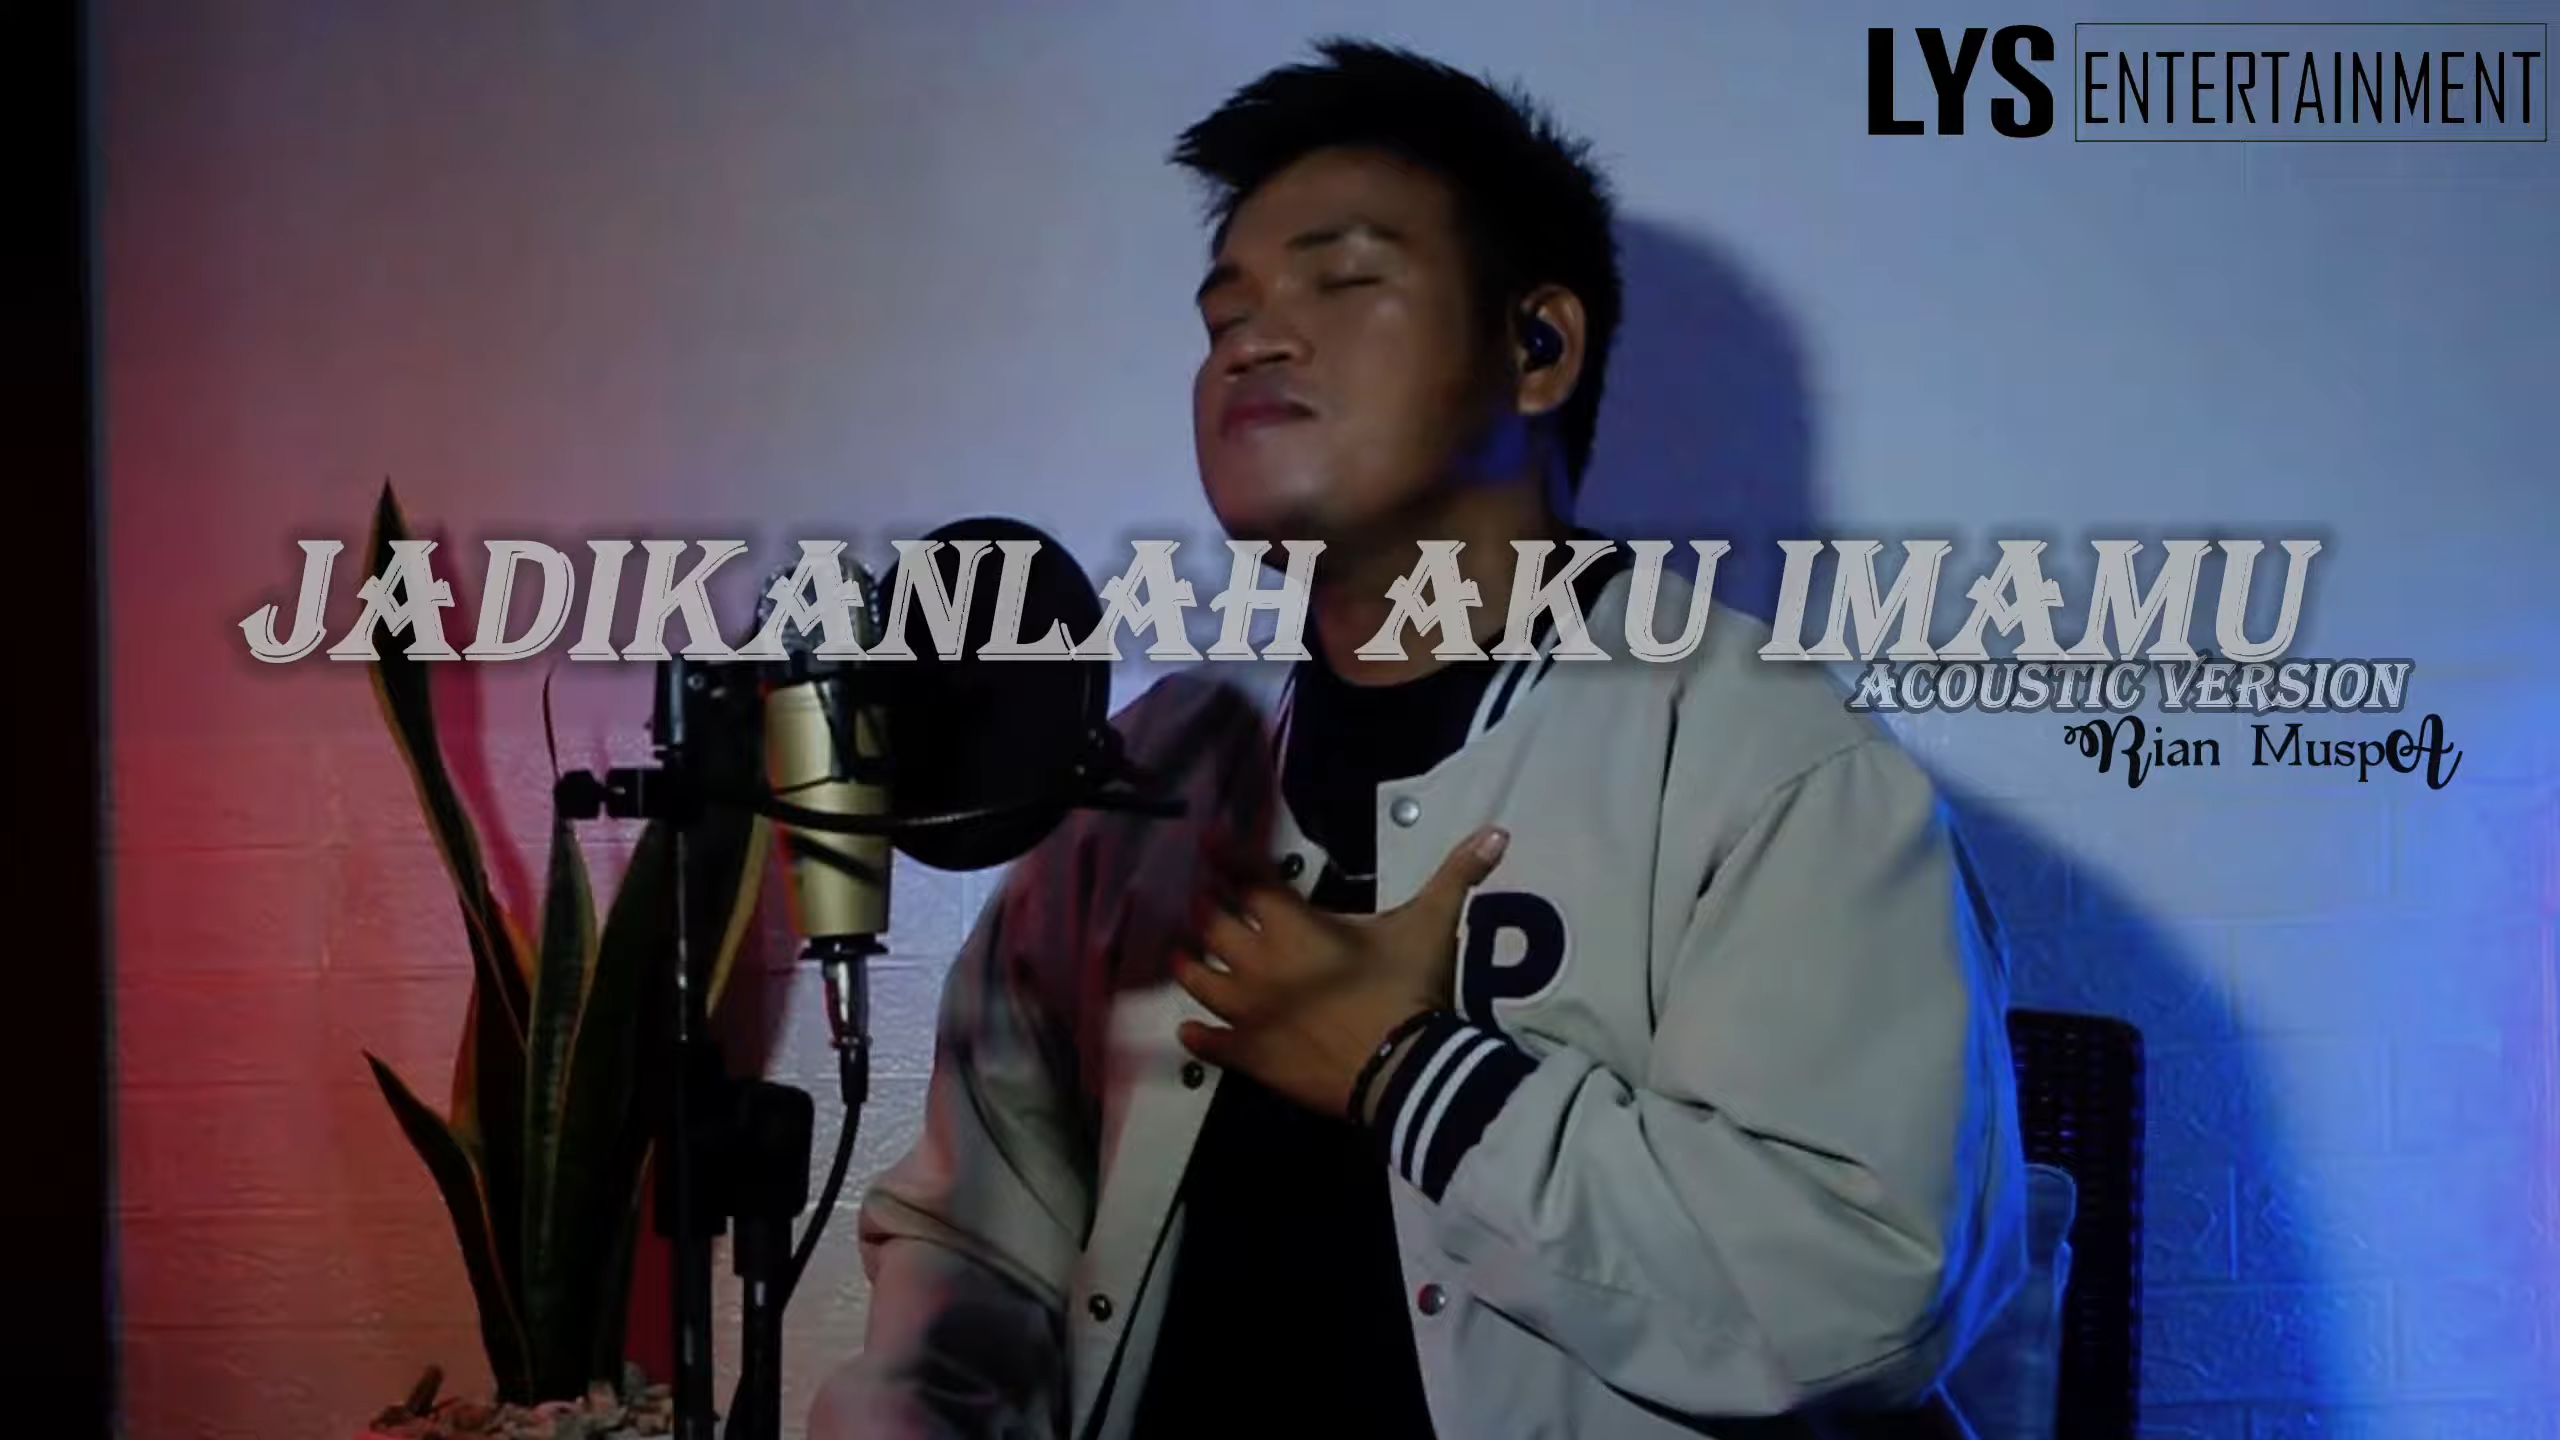 LYS ENTERTAINMENT
JADIKANLAH AKU IMAMU
ACOUSTIC VERSION
Rian MuspA
P